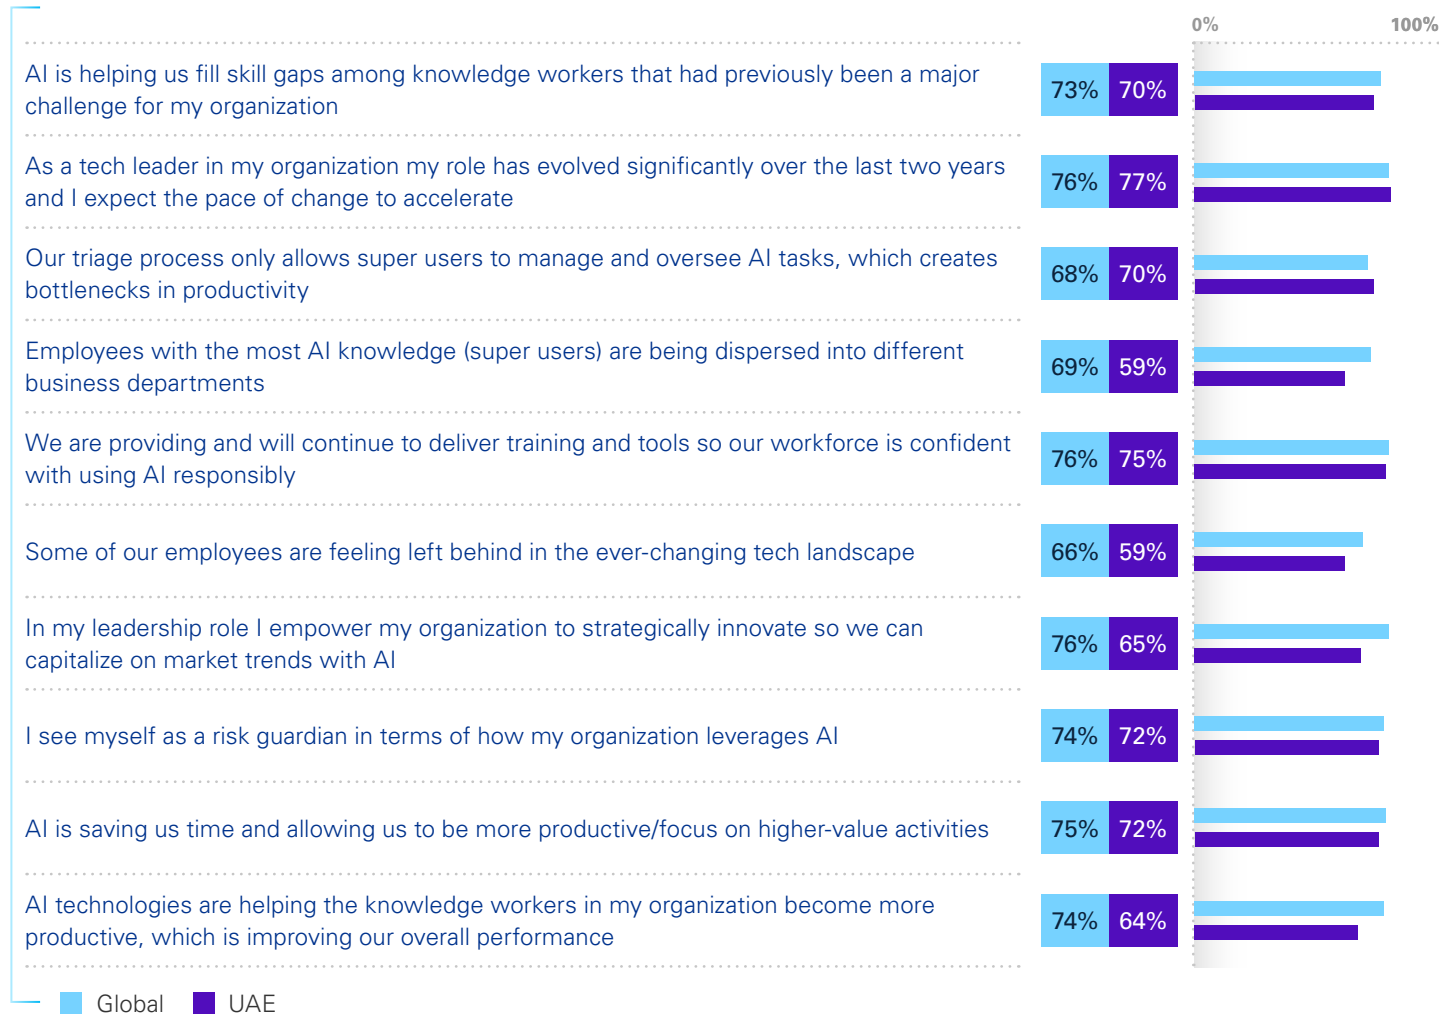 0% 100%
AI is helping us fill skill gaps among knowledge workers that had previously been a major
challenge for my organization
73% 70%
As a tech leader in my organization my role has evolved significantly over the last two years
and I expect the pace of change to accelerate
76% 77%
Our triage process only allows super users to manage and oversee AI tasks, which creates
bottlenecks in productivity
68% 70%
Employees with the most AI knowledge (super users) are being dispersed into different
business departments
69% 59%
We are providing and will continue to deliver training and tools so our workforce is confident
with using AI responsibly
76% 75%
Some of our employees are feeling left behind in the ever-changing tech landscape
66% 59%
In my leadership role I empower my organization to strategically innovate so we can
capitalize on market trends with AI
76% 65%
I see myself as a risk guardian in terms of how my organization leverages AI
74% 72%
AI is saving us time and allowing us to be more productive/focus on higher-value activities
75% 72%
AI technologies are helping the knowledge workers in my organization become more
productive, which is improving our overall performance
74% 64%
Global UAE